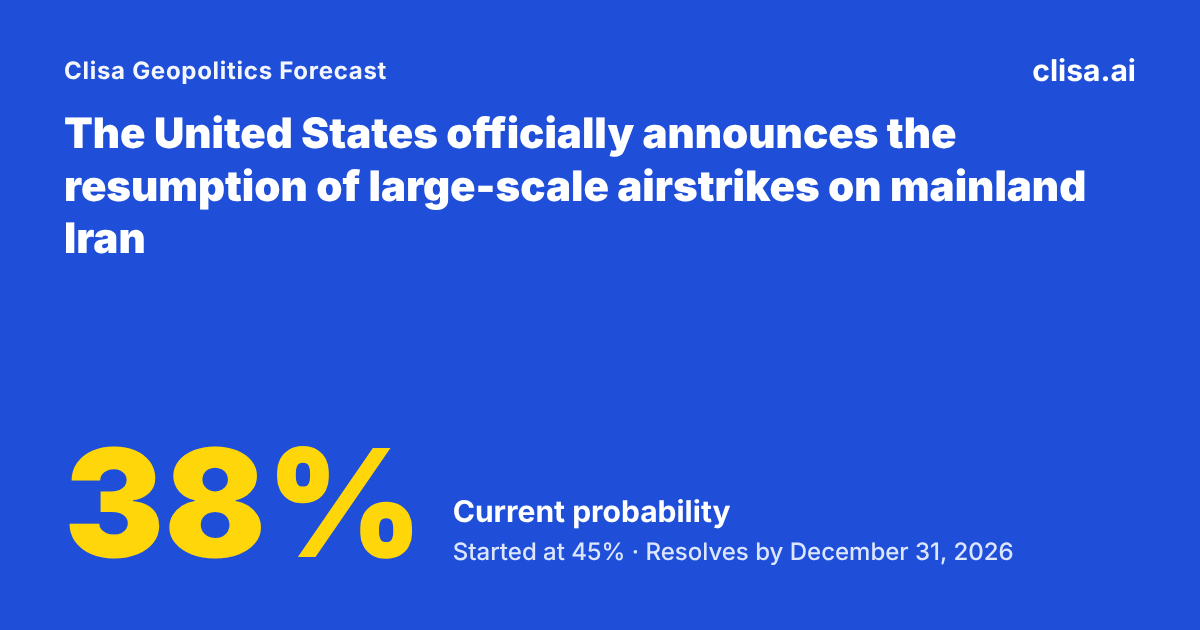 Clisa Geopolitics Forecast
clisa.ai
The United States officially announces the
resumption of large-scale airstrikes on mainland
Iran
38%
Current probability
Started at 45% · Resolves by December 31, 2026